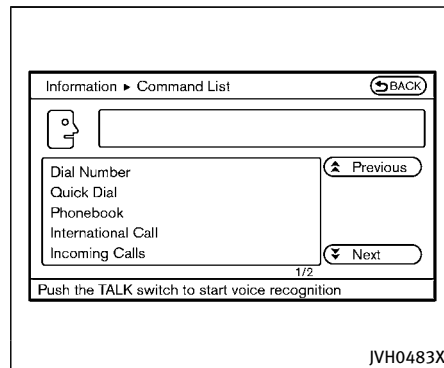 Information ▸ Command List BACK
Dial Number
Quick Dial
Phonebook
International Call
Incoming Calls
Previous
Next
1/2
Push the TALK switch to start voice recognition
JVH0483X